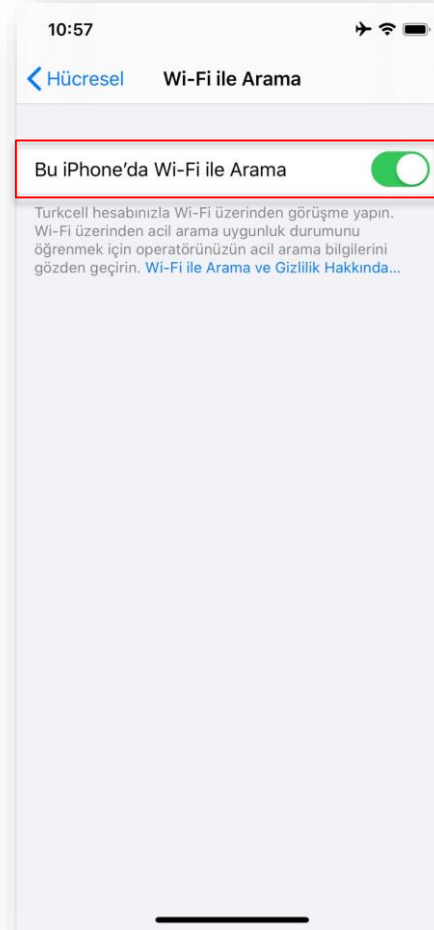 10:57
Hücresel Wi-Fi ile Arama
Bu iPhone'da Wi-Fi ile Arama
Turkcell hesabınızla Wi-Fi üzerinden görüşme yapın.
Wi-Fi üzerinden acil arama uygunluk durumunu
öğrenmek için operatörünüzün acil arama bilgilerini
gözden geçirin. Wi-Fi ile Arama ve Gizlilik Hakkında...